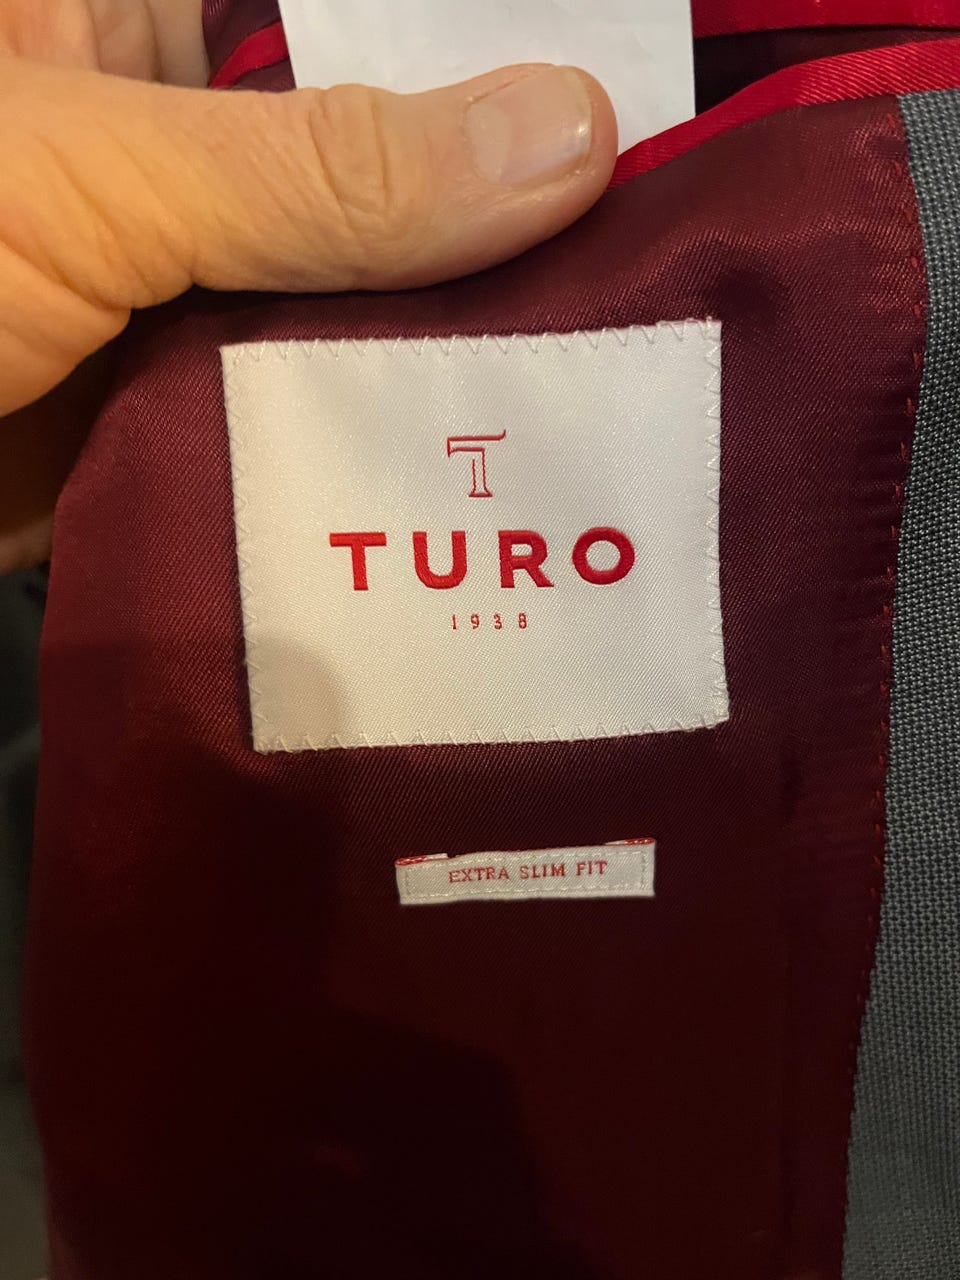 T
TURO
1938
EXTRA SLIM FIT